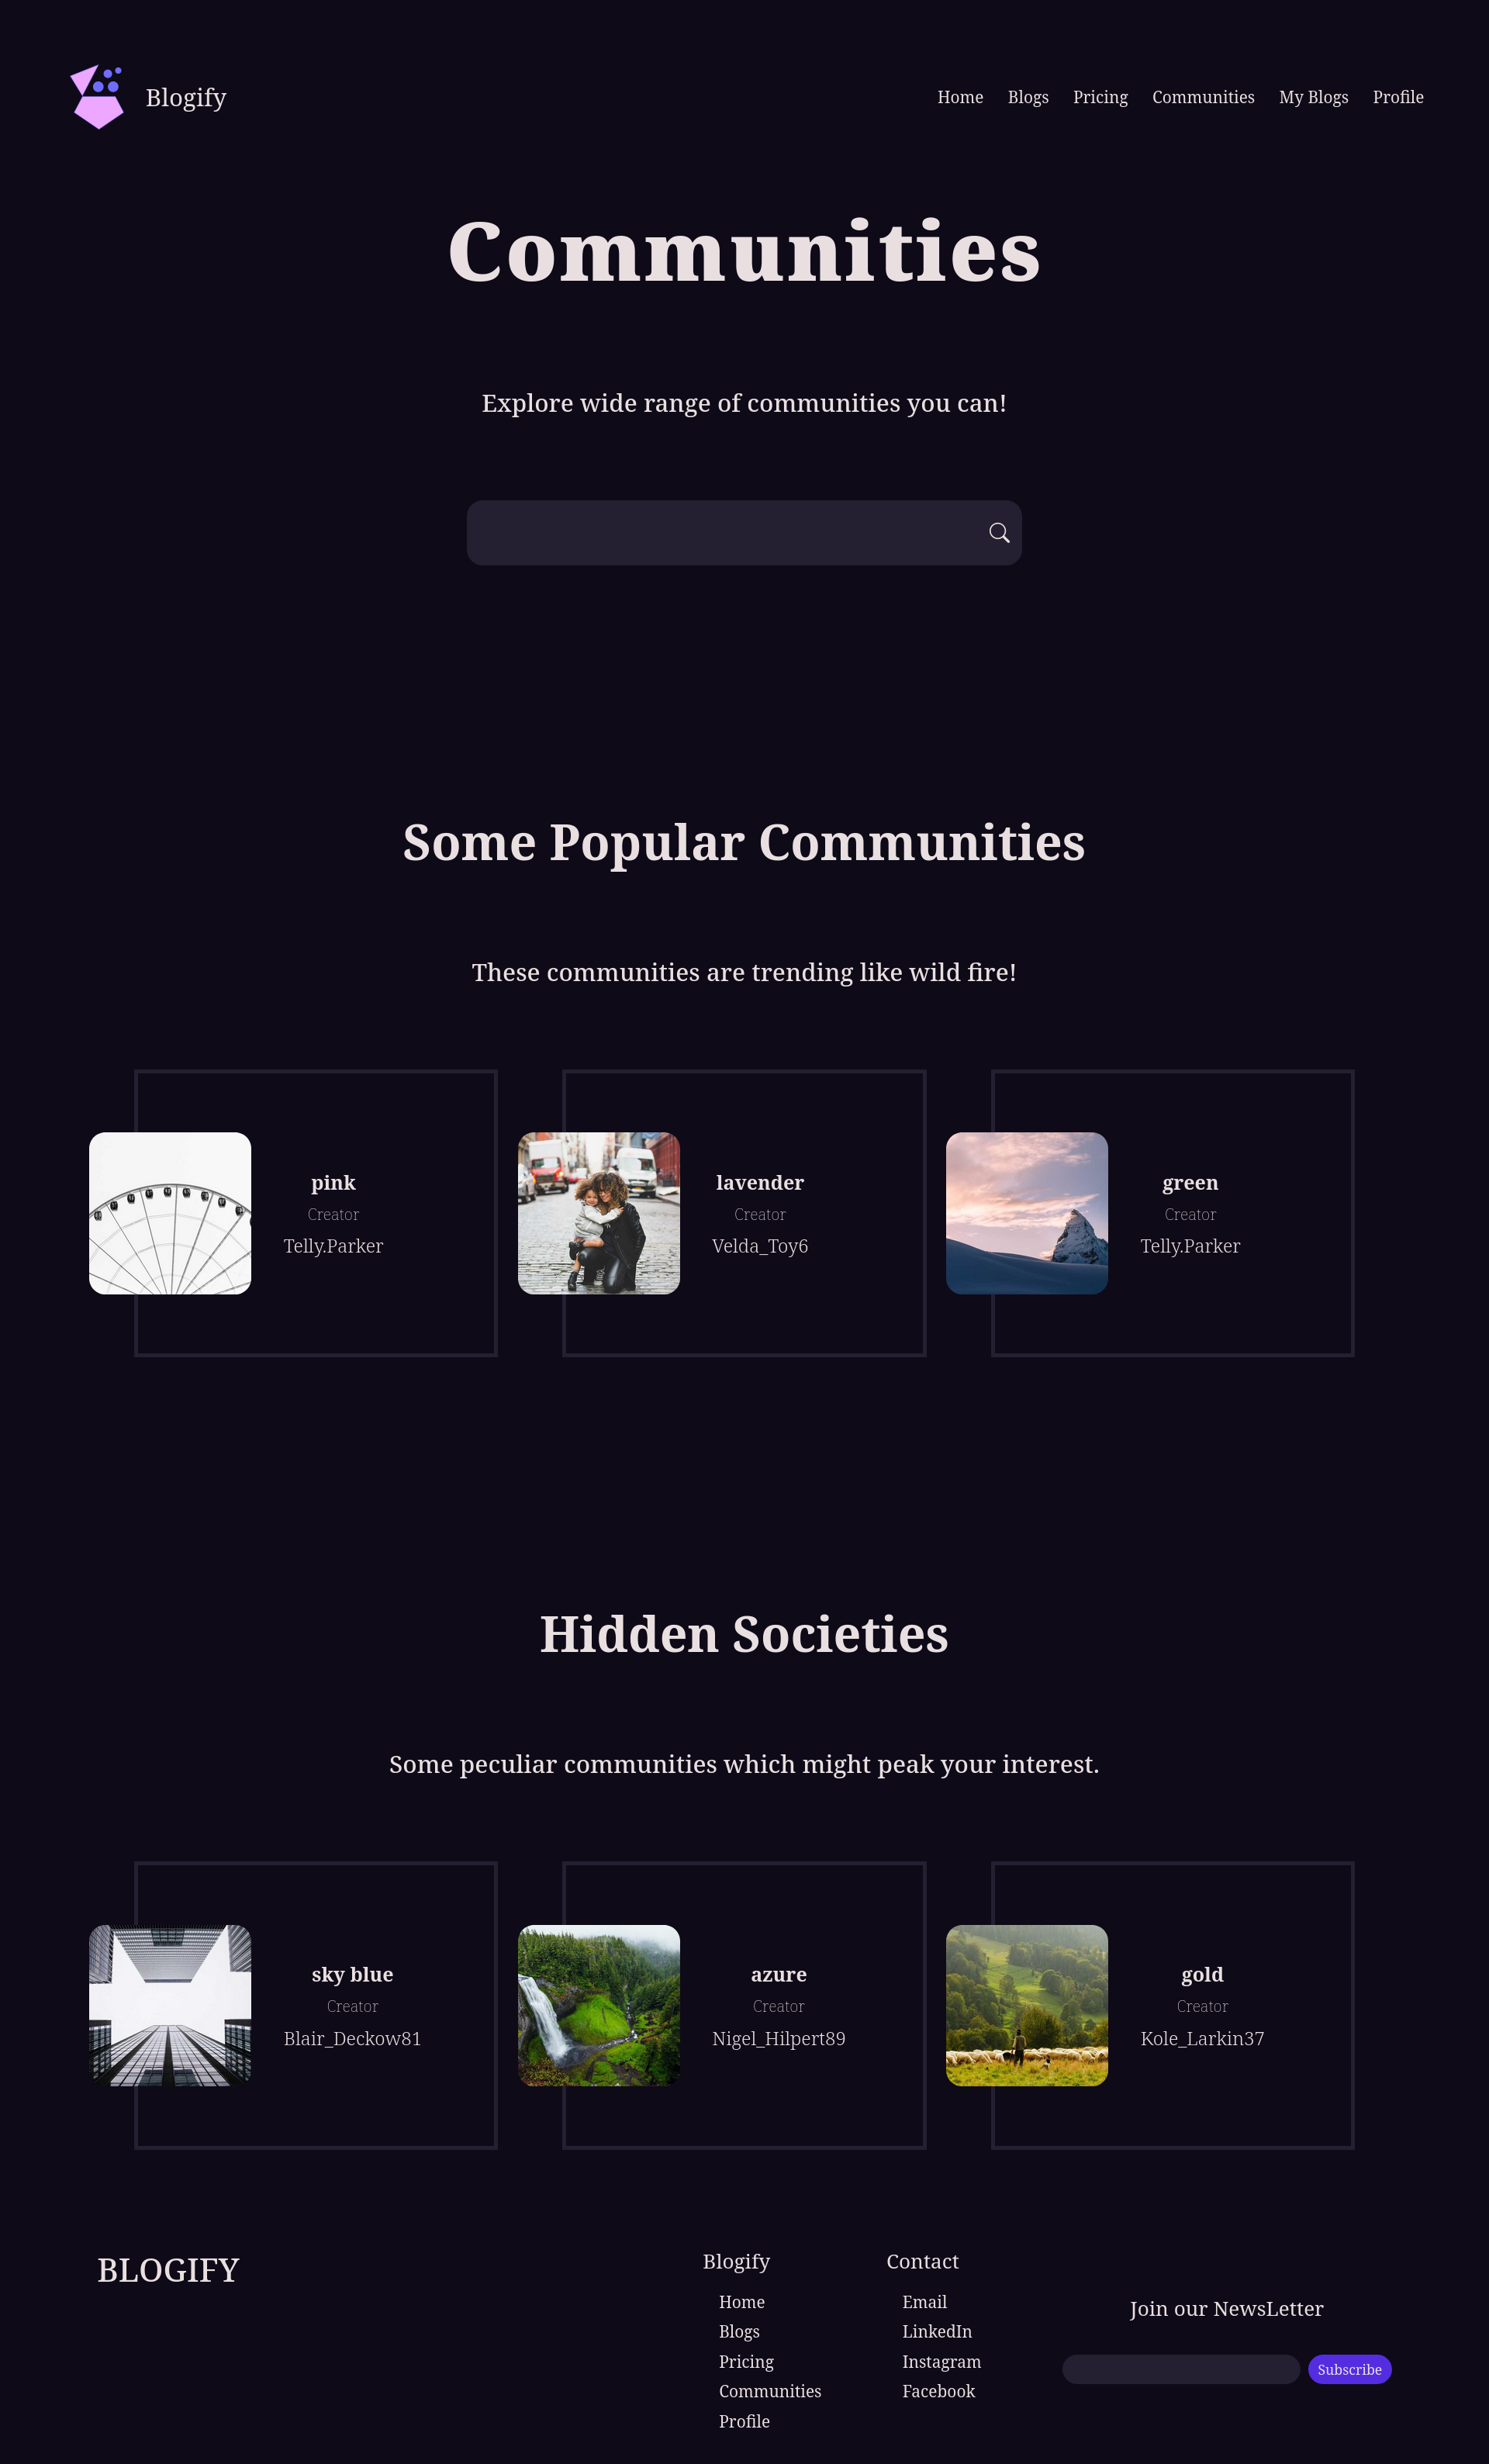 Blogify
Home Blogs Pricing Communities My Blogs Profile
Communities
Explore wide range of communities you can!
Some Popular Communities
These communities are trending like wild fire!
pink
Creator
Telly.Parker
lavender
Creator
Velda_Toy6
green
Creator
Telly.Parker
Hidden Societies
Some peculiar communities which might peak your interest.
sky blue
Creator
Blair_Deckow81
azure
Creator
Nigel_Hilpert89
gold
Creator
Kole_Larkin37
BLOGIFY
Blogify
Home
Blogs
Pricing
Communities
Profile
Contact
Email
LinkedIn
Instagram
Facebook
Join our NewsLetter
Subscribe